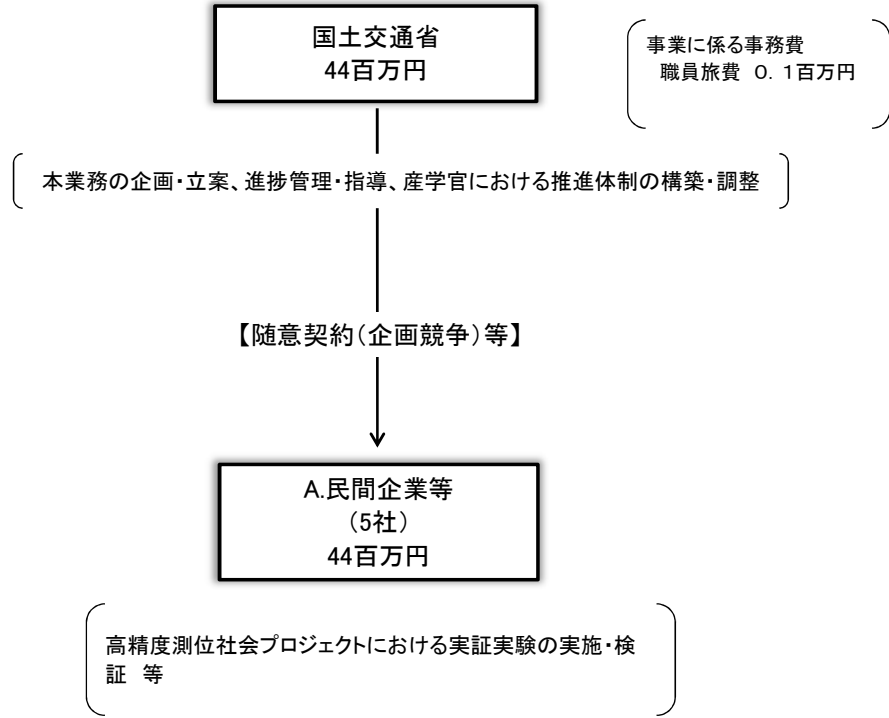 国土交通省
44百万円
事業に係る事務費
職員旅費　０．１百万円
本業務の企画・立案、進捗管理・指導、産学官における推進体制の構築・調整
【随意契約（企画競争）等】
A.民間企業等
（5社）
44百万円
高精度測位社会プロジェクトにおける実証実験の実施・検
証　等